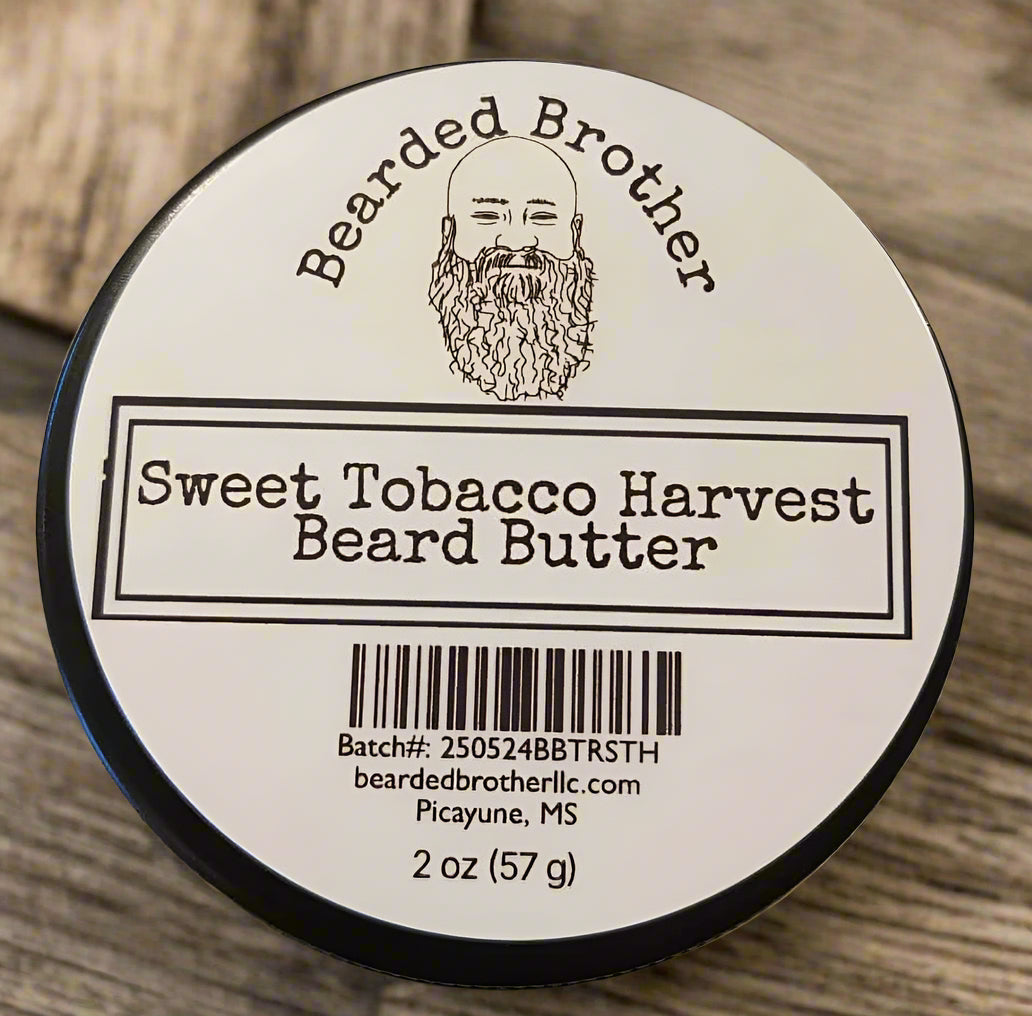 Bearded Brother
Sweet Tobacco Harvest
Beard Butter
Batch#: 250524BBTRSTH
beardedbrotherllc.com
Picayune, MS
2 oz (57 g)